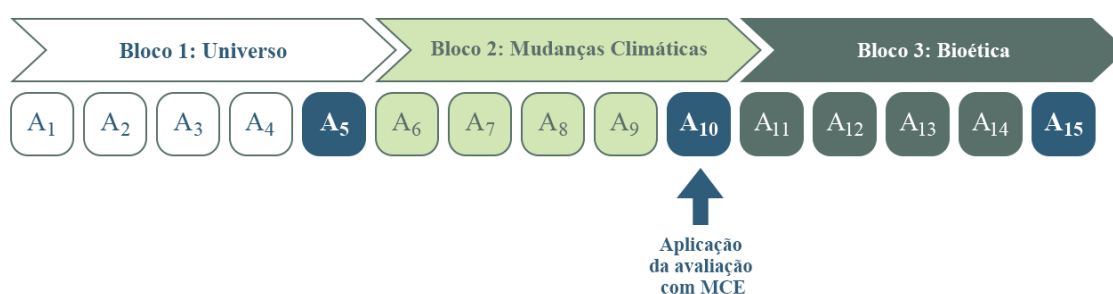 Bloco 1: Universo Bloco 2: Mudanças Climáticas Bloco 3: Bioética
A1 A2 A3 A4 A5 A6 A7 A8 A9 A10 A11 A12 A13 A14 A15
Aplicação
da avaliação
com MCE